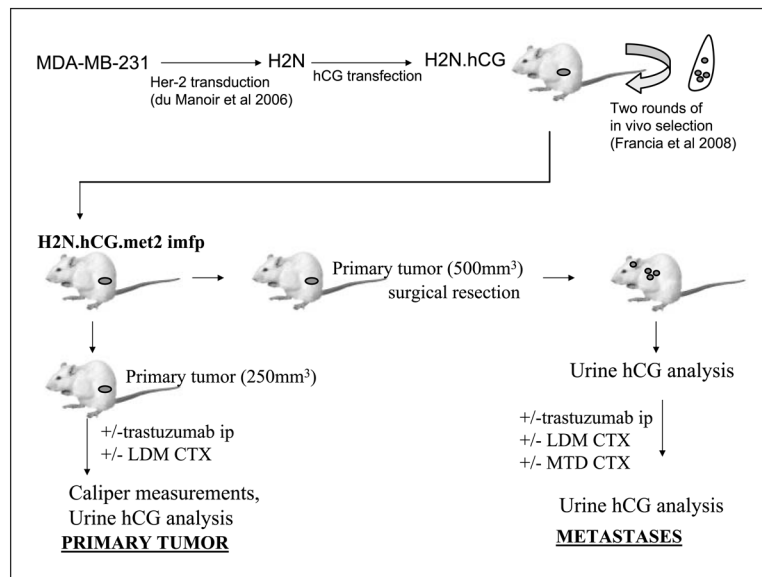 MDA-MB-231
H2N
H2N.hCG
Her-2 transduction
(du Manoir et al 2006)
hCG transfection
Two rounds of
in vivo selection
(Francia et al 2008)
H2N.hCG.met2 imfp
Primary tumor (500mm³)
surgical resection
Primary tumor (250mm³)
Urine hCG analysis
+/-trastuzumab ip
+/- LDM CTX
+/-trastuzumab ip
+/- LDM CTX
+/- MTD CTX
Caliper measurements,
Urine hCG analysis
PRIMARY TUMOR
Urine hCG analysis
METASTASES